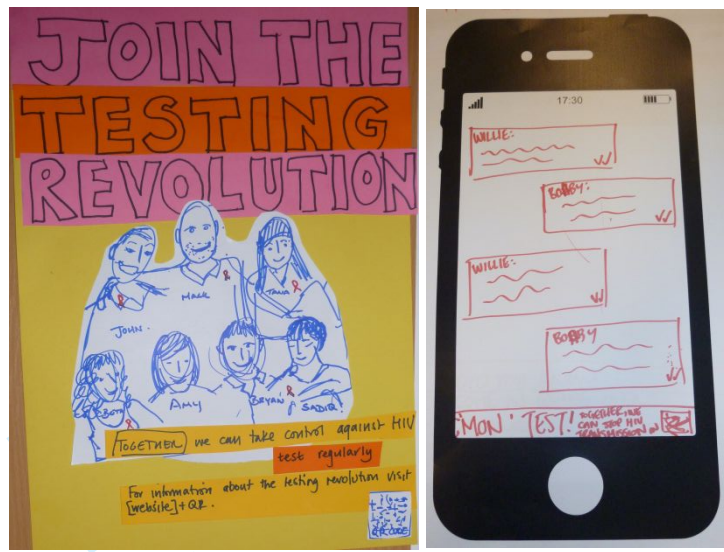 JOIN THE
TESTING
REVOLUTION
MARK
TANA
JOHN.
BETH
AMY
BRYAN
SADIQ.
TOGETHER we can take control against HIV
test regularly
For information about the testing revolution visit
[website] + QR.
QR CODE
17:30
WILLIE:
BOBBY:
WILLIE:
BOBBY
C'MON' TEST! TOGETHER WE
CAN STOP HIV
TRANSMISSION